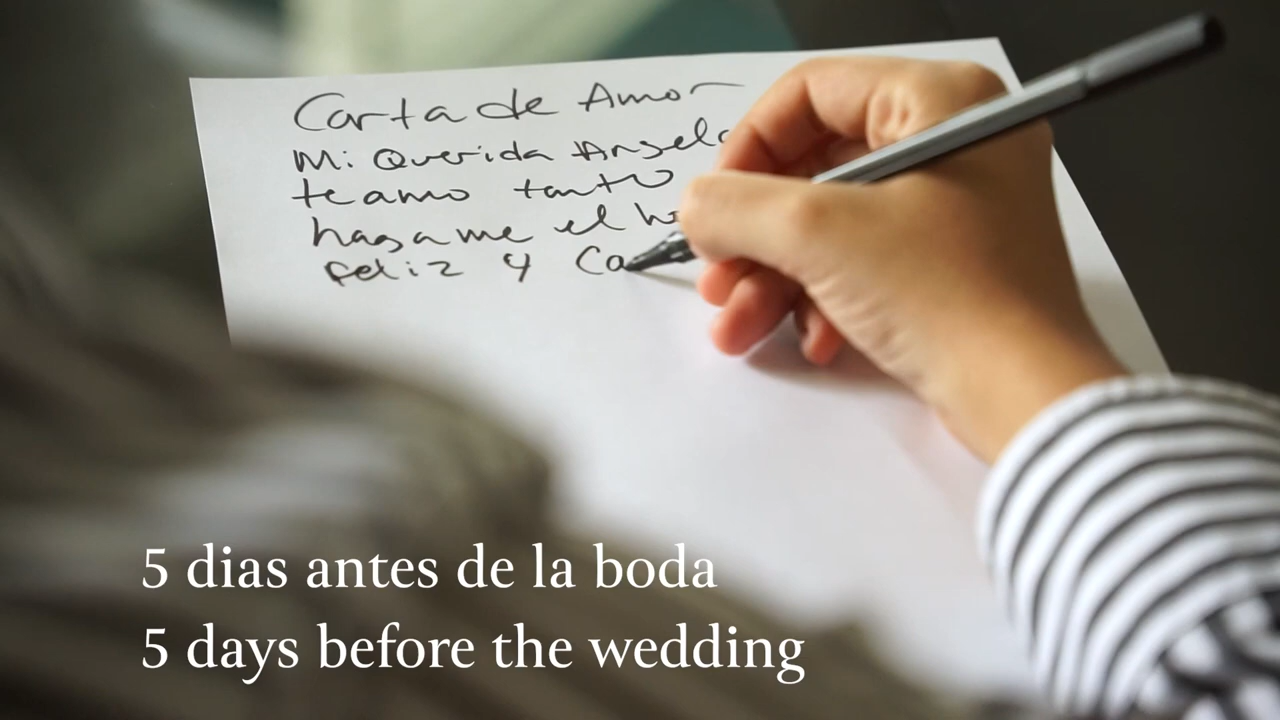 Carta de Amor
Mi Querida
te amo tanto
hagame el
feliz y
5 dias antes de la boda
5 days before the wedding